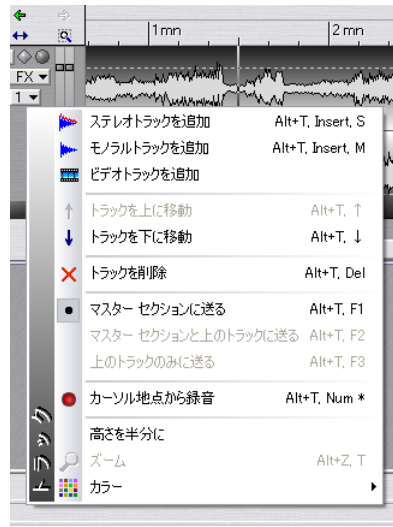 1mn 2mn
FX
1
ステレオトラックを追加 Alt+T, Insert, S
モノラルトラックを追加 Alt+T, Insert, M
ビデオトラックを追加
トラックを上に移動 Alt+T, ↑
トラックを下に移動 Alt+T, ↓
トラックを削除 Alt+T, Del
マスター セクションに送る Alt+T, F1
マスター セクションと上のトラックに送る Alt+T, F2
上のトラックのみに送る Alt+T, F3
カーソル地点から録音 Alt+T, Num *
高さを半分に
ズーム Alt+Z, T
カラー
トラック